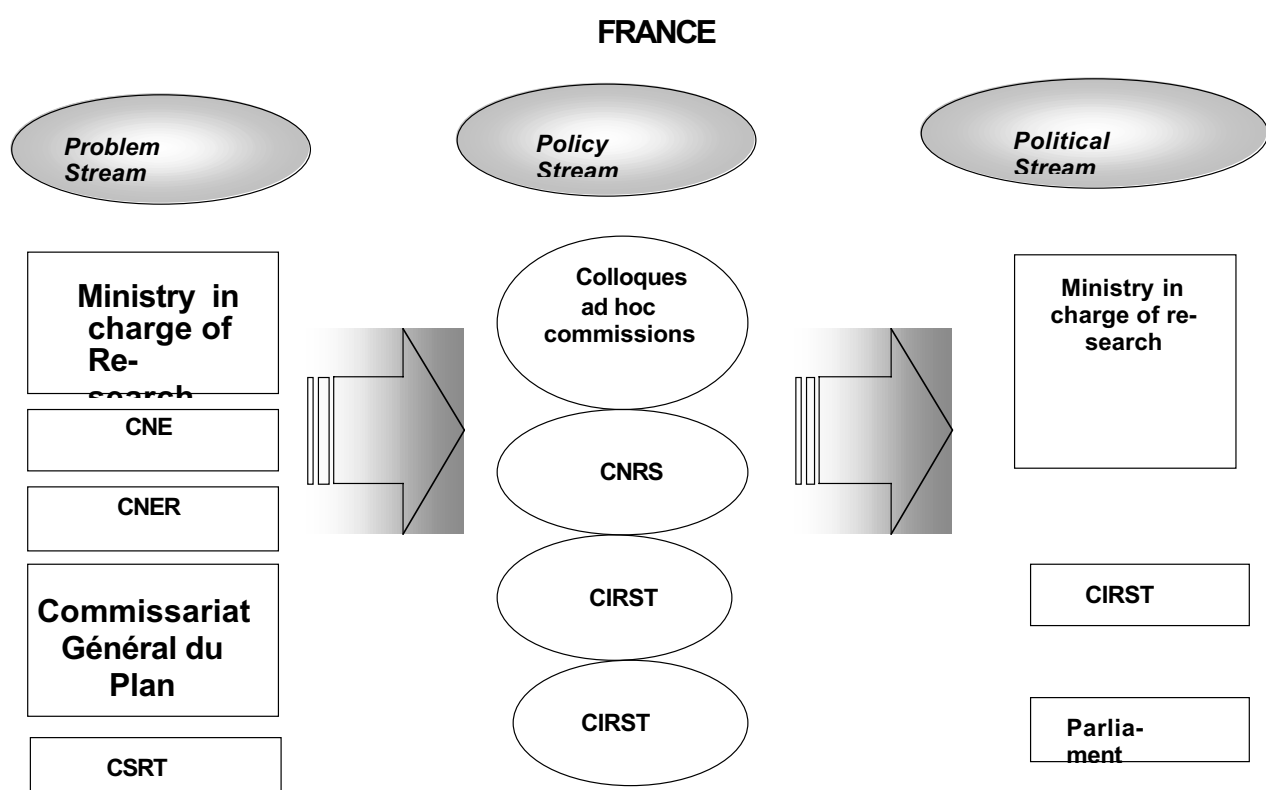 FRANCE
Problem
Stream
Policy
Stream
Political
Stream
Ministry in
charge of
Re-
search
CNE
CNER
Commissariat
Général du
Plan
CSRT
Colloques
ad hoc
commissions
CNRS
CIRST
CIRST
Ministry in
charge of re-
search
CIRST
Parlia-
ment